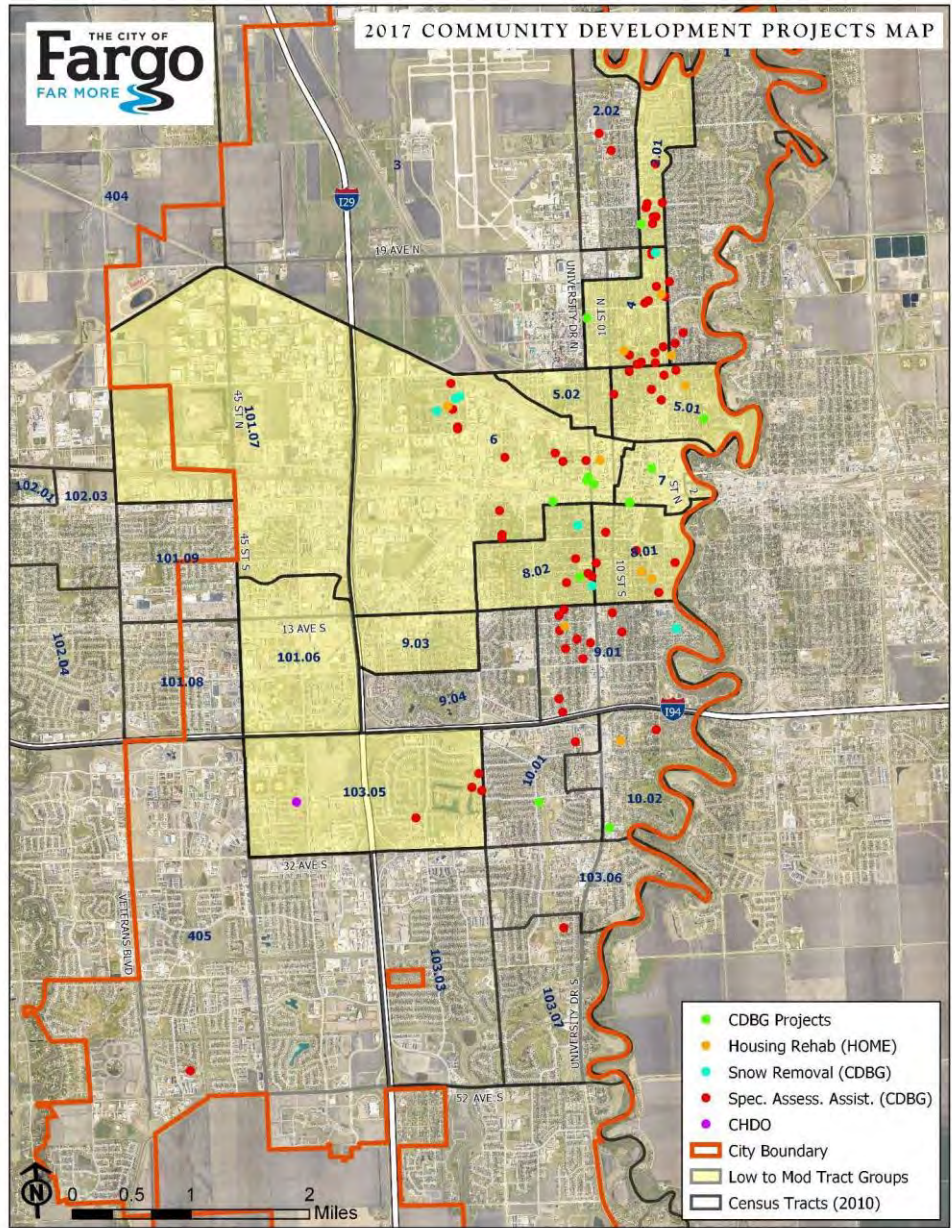 THE CITY OF
Fargo
FAR MORE
2017 COMMUNITY DEVELOPMENT PROJECTS MAP
1
2.02
2.01
3
404
I29
19 AVE N
UNIVERSITY DR N
10 ST N
4
5.02
5.01
45 ST N
101.07
6
7
2 ST N
102.01
102.03
101.09
45 ST S
8.02
8.01
10 ST S
13 AVE S
101.06
9.03
9.01
102.04
101.08
9.04
I94
103.05
10.01
10.02
32 AVE S
103.06
VETERANS BLVD
405
103.03
103.07
UNIVERSITY DR S
52 AVE S
CDBG Projects
Housing Rehab (HOME)
Snow Removal (CDBG)
Spec. Assess. Assist. (CDBG)
CHDO
City Boundary
Low to Mod Tract Groups
Census Tracts (2010)
N
0 0.5 1 2
Miles